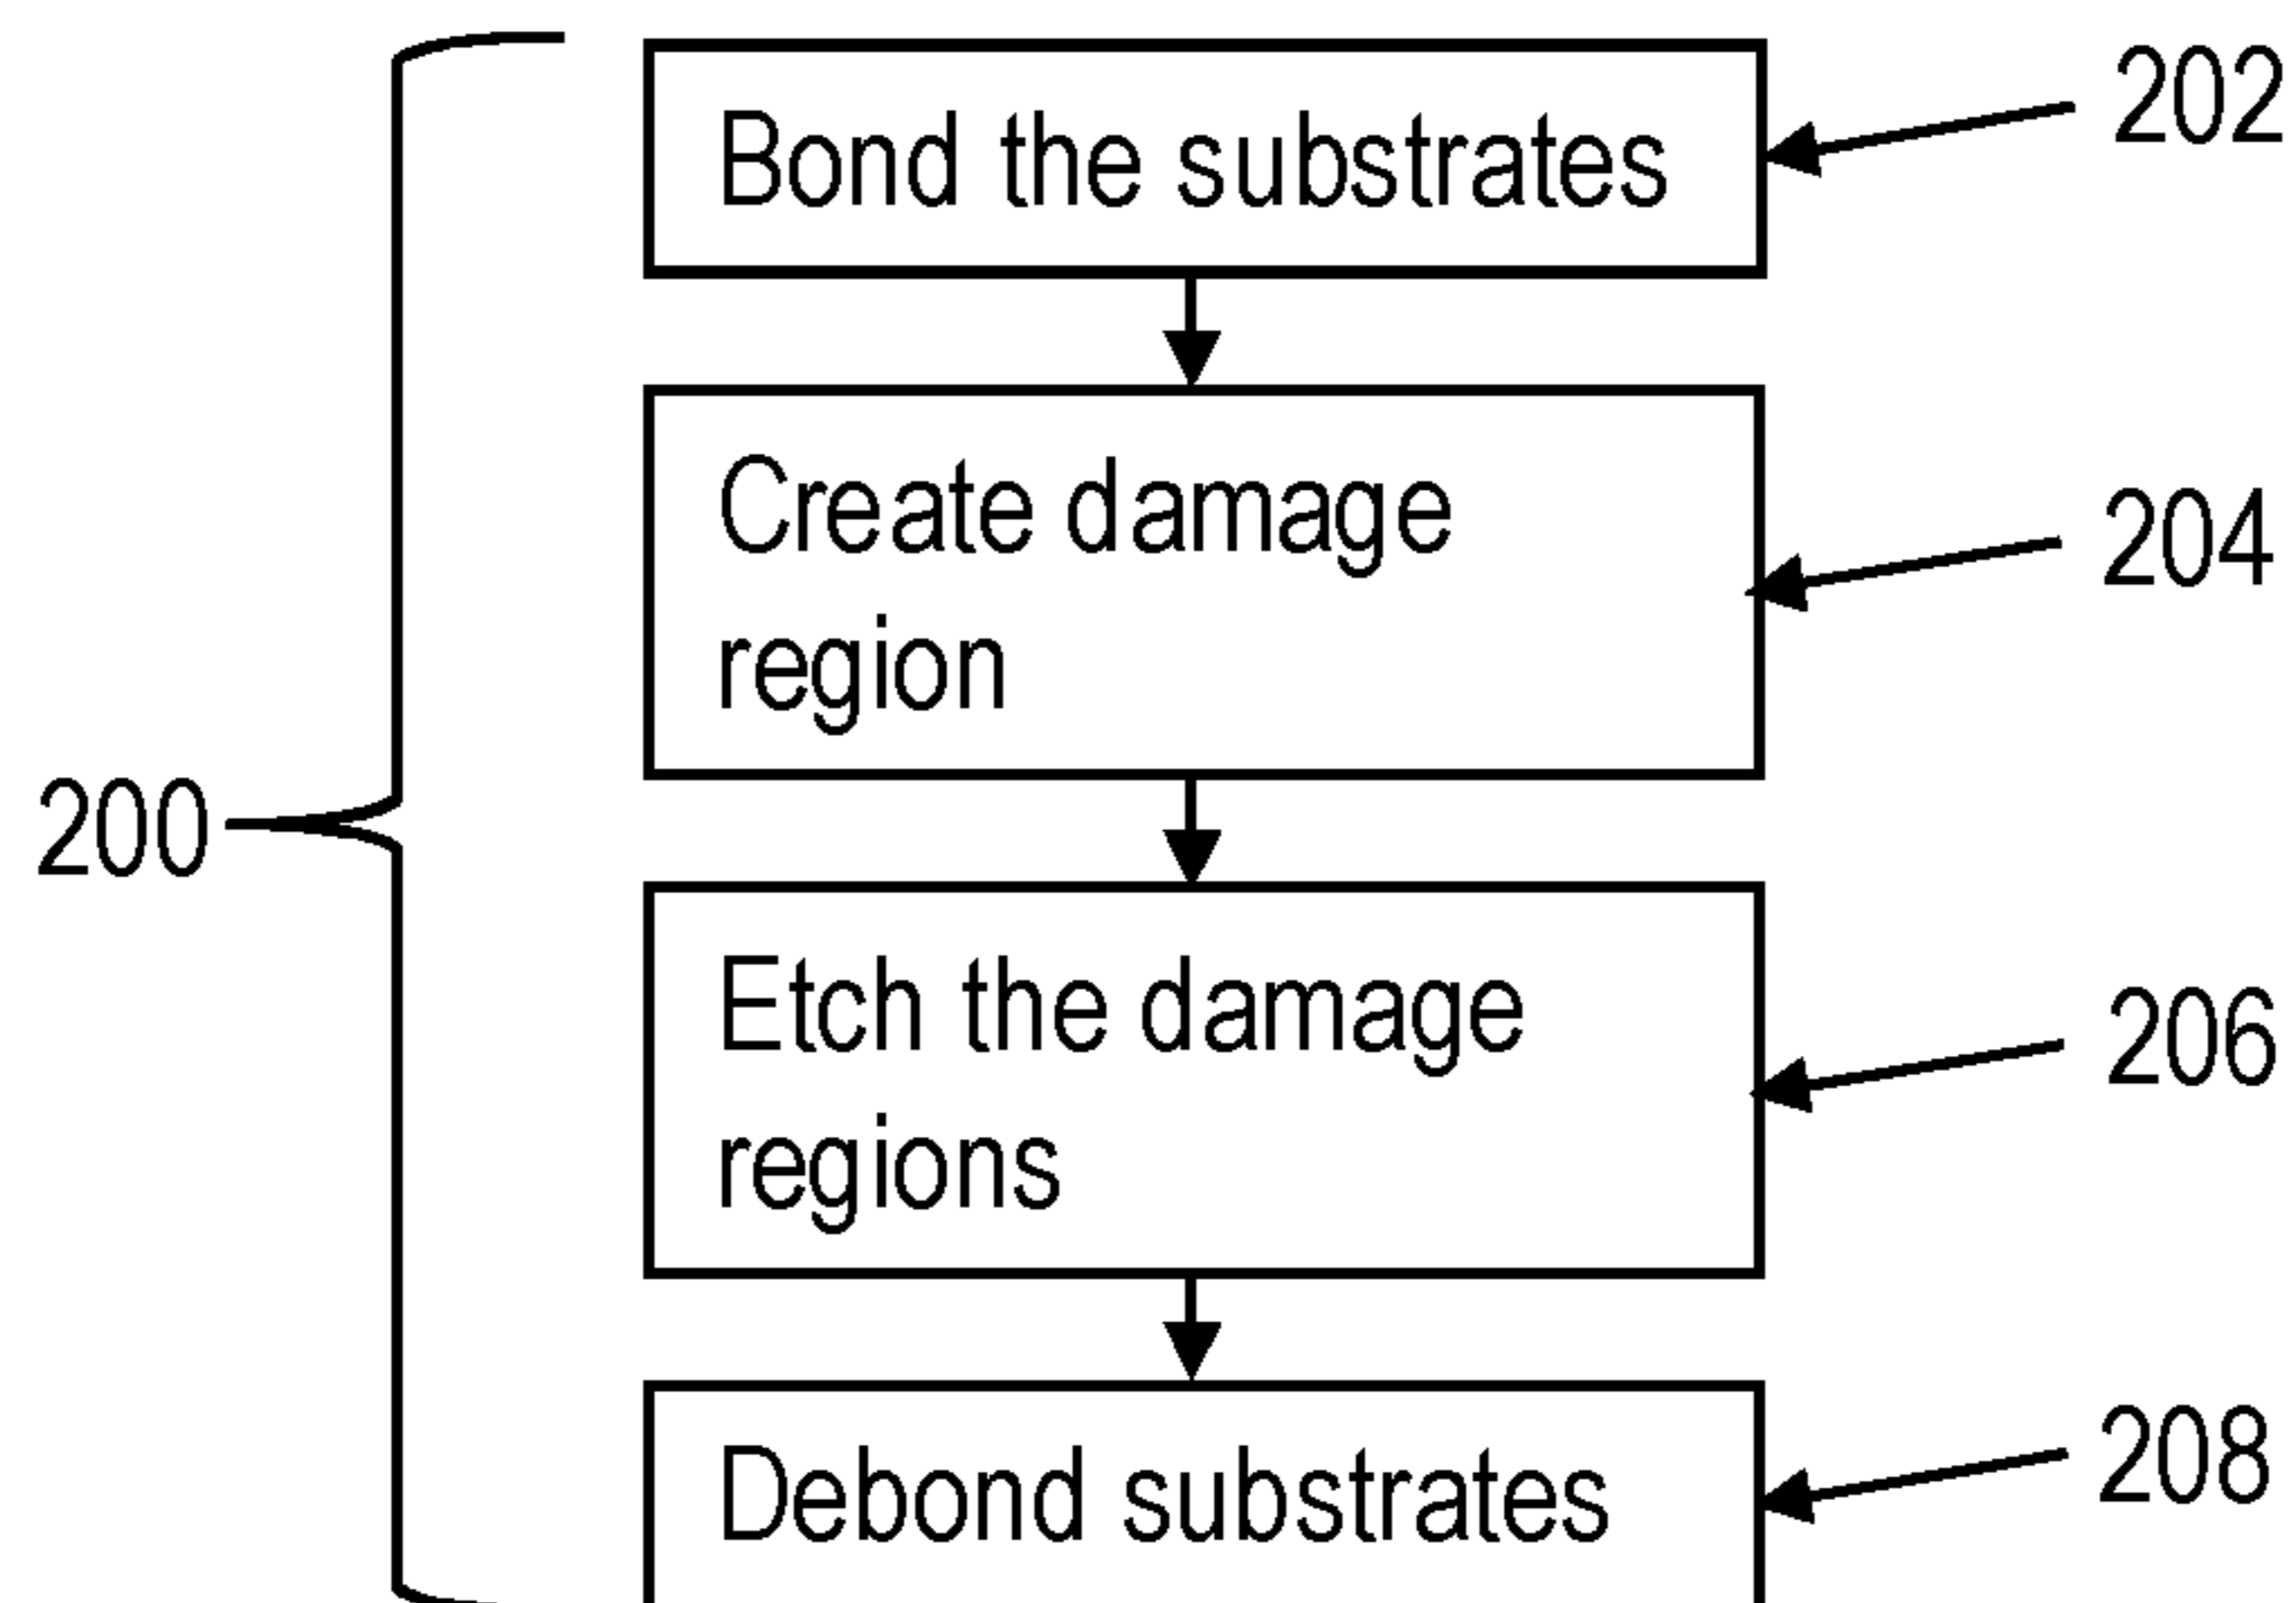 Bond the substrates
202
Create damage
region
204
200
Etch the damage
regions
206
Debond substrates
208